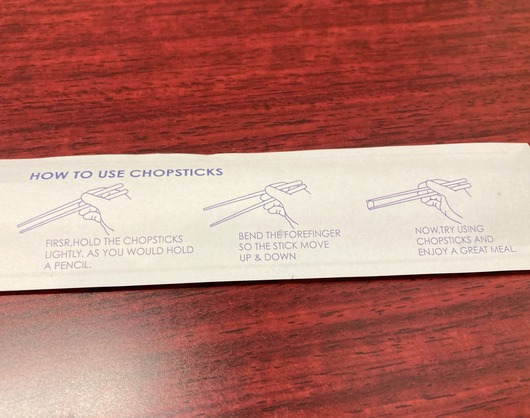 HOW TO USE CHOPSTICKS
FIRSR,HOLD THE CHOPSTICKS
LIGHTLY. AS YOU WOULD HOLD
A PENCIL.
BEND THE FOREFINGER
SO THE STICK MOVE
UP & DOWN
NOW,TRY USING
CHOPSTICKS AND
ENJOY A GREAT MEAL.